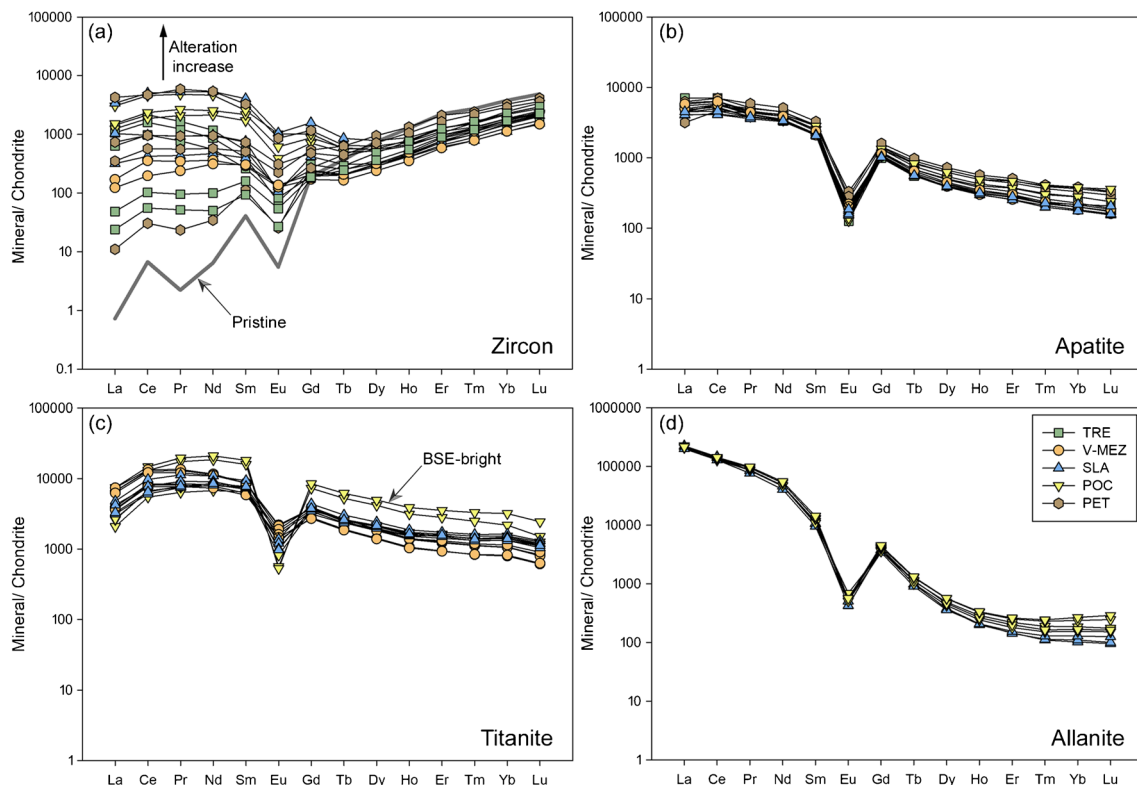 (a)
Alteration
increase
Pristine
Zircon
Mineral/ Chondrite
100000
10000
1000
100
10
1
0.1
La Ce Pr Nd Sm Eu Gd Tb Dy Ho Er Tm Yb Lu
(b)
Apatite
Mineral/ Chondrite
100000
10000
1000
100
10
1
La Ce Pr Nd Sm Eu Gd Tb Dy Ho Er Tm Yb Lu
(c)
BSE-bright
Titanite
Mineral/ Chondrite
100000
10000
1000
100
10
1
La Ce Pr Nd Sm Eu Gd Tb Dy Ho Er Tm Yb Lu
(d)
TRE
V-MEZ
SLA
POC
PET
Allanite
Mineral/ Chondrite
1000000
100000
10000
1000
100
10
1
La Ce Pr Nd Sm Eu Gd Tb Dy Ho Er Tm Yb Lu